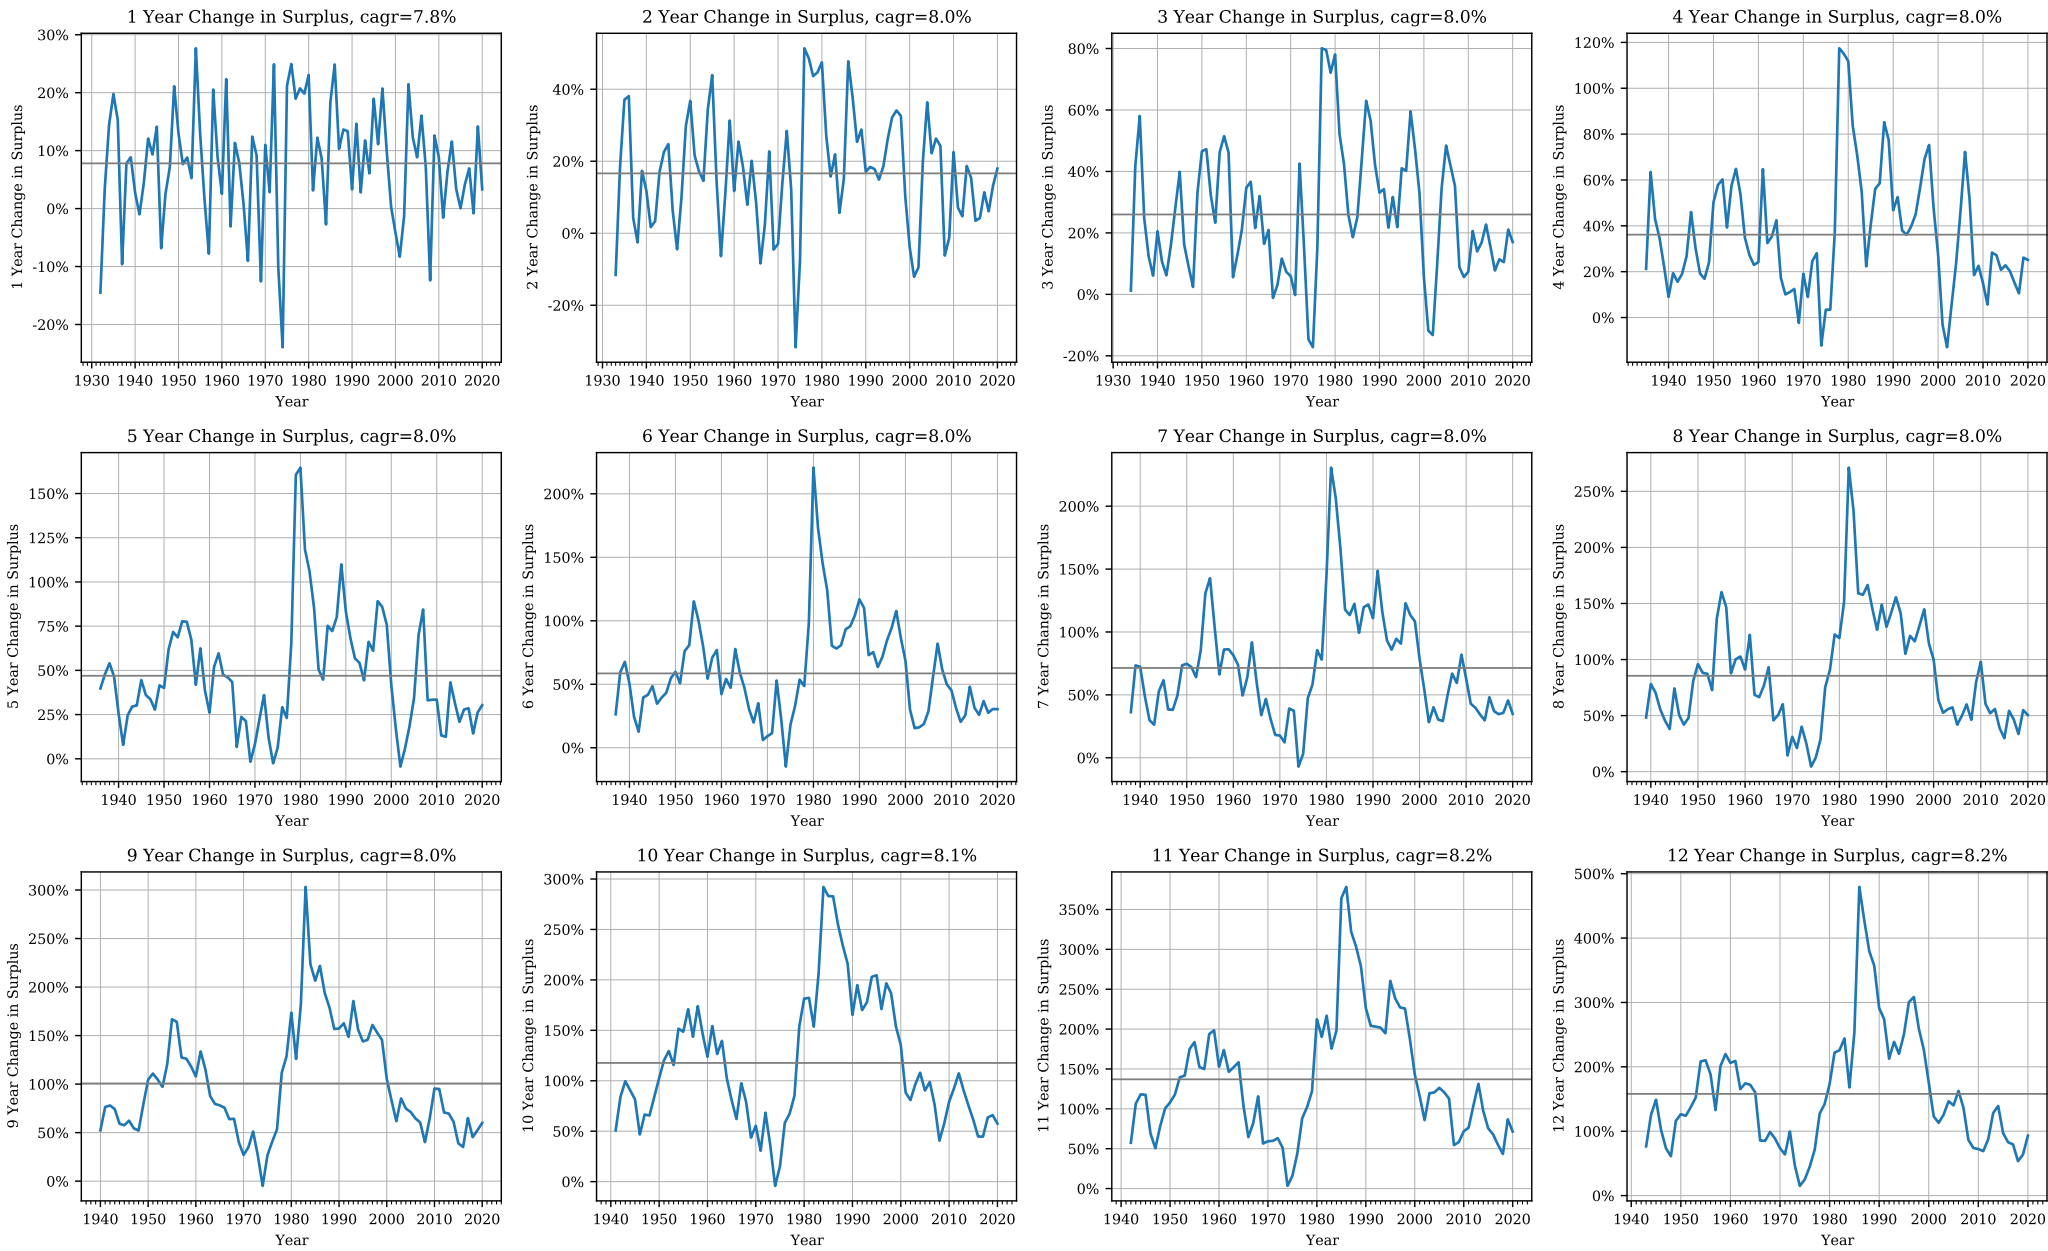 1 Year Change in Surplus, cagr=7.8%
30%
20%
10%
0%
-10%
-20%
1 Year Change in Surplus
1930 1940 1950 1960 1970 1980 1990 2000 2010 2020
Year
2 Year Change in Surplus, cagr=8.0%
40%
20%
0%
-20%
2 Year Change in Surplus
1930 1940 1950 1960 1970 1980 1990 2000 2010 2020
Year
3 Year Change in Surplus, cagr=8.0%
80%
60%
40%
20%
0%
-20%
3 Year Change in Surplus
1930 1940 1950 1960 1970 1980 1990 2000 2010 2020
Year
4 Year Change in Surplus, cagr=8.0%
120%
100%
80%
60%
40%
20%
0%
4 Year Change in Surplus
1940 1950 1960 1970 1980 1990 2000 2010 2020
Year
5 Year Change in Surplus, cagr=8.0%
150%
125%
100%
75%
50%
25%
0%
5 Year Change in Surplus
1940 1950 1960 1970 1980 1990 2000 2010 2020
Year
6 Year Change in Surplus, cagr=8.0%
200%
150%
100%
50%
0%
6 Year Change in Surplus
1940 1950 1960 1970 1980 1990 2000 2010 2020
Year
7 Year Change in Surplus, cagr=8.0%
200%
150%
100%
50%
0%
7 Year Change in Surplus
1940 1950 1960 1970 1980 1990 2000 2010 2020
Year
8 Year Change in Surplus, cagr=8.0%
250%
200%
150%
100%
50%
0%
8 Year Change in Surplus
1940 1950 1960 1970 1980 1990 2000 2010 2020
Year
9 Year Change in Surplus, cagr=8.0%
300%
250%
200%
150%
100%
50%
0%
9 Year Change in Surplus
1940 1950 1960 1970 1980 1990 2000 2010 2020
Year
10 Year Change in Surplus, cagr=8.1%
300%
250%
200%
150%
100%
50%
0%
10 Year Change in Surplus
1940 1950 1960 1970 1980 1990 2000 2010 2020
Year
11 Year Change in Surplus, cagr=8.2%
350%
300%
250%
200%
150%
100%
50%
0%
11 Year Change in Surplus
1940 1950 1960 1970 1980 1990 2000 2010 2020
Year
12 Year Change in Surplus, cagr=8.2%
500%
400%
300%
200%
100%
0%
12 Year Change in Surplus
1940 1950 1960 1970 1980 1990 2000 2010 2020
Year